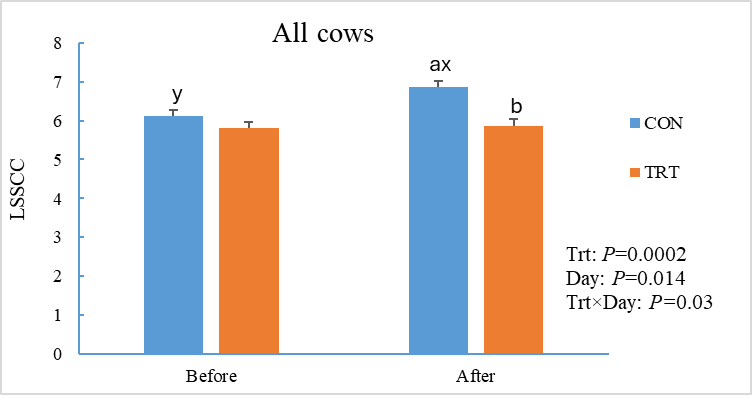 All cows
8
7
6
5
4
3
2
1
0
LSSCC
y
ax
b
Before
After
CON
TRT
Trt: P=0.0002
Day: P=0.014
Trt×Day: P=0.03